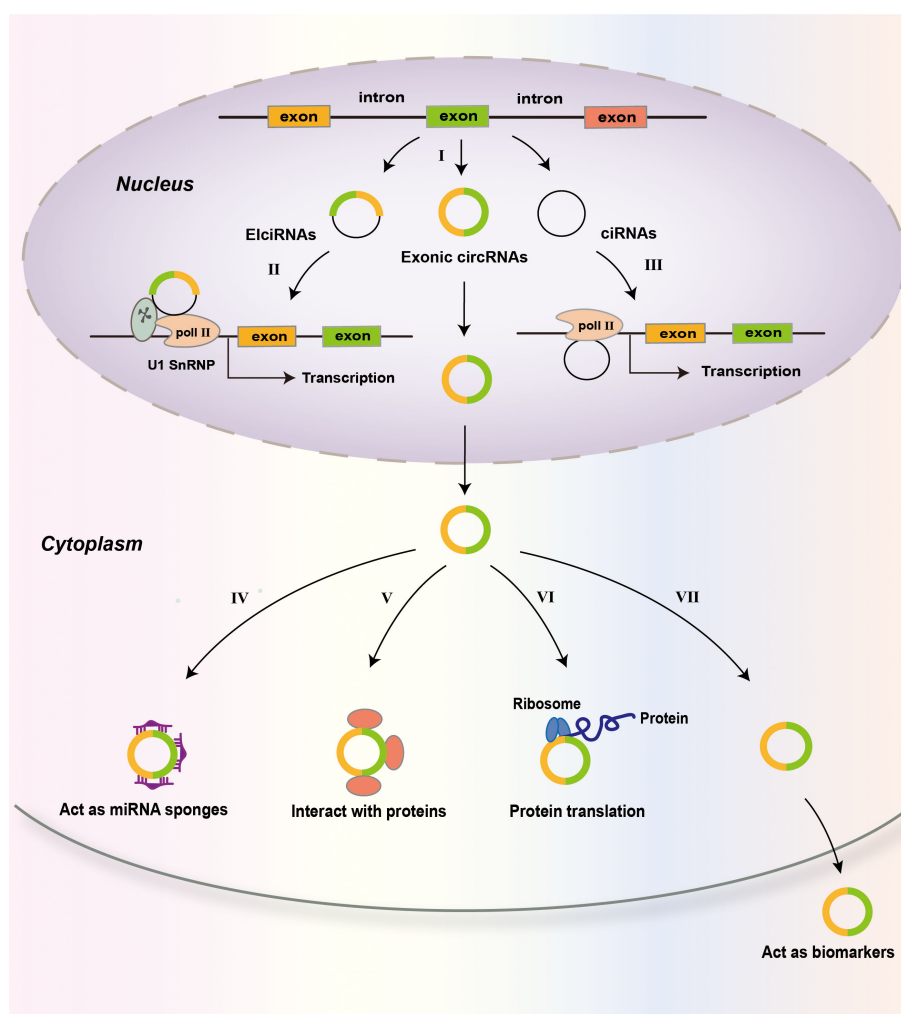 intron
intron
exon
exon
exon
I
Nucleus
EIciRNAs
Exonic circRNAs
ciRNAs
II
III
poll II
exon
exon
U1 SnRNP
Transcription
poll II
exon
exon
Transcription
Cytoplasm
IV
V
VI
VII
Ribosome
Protein
Act as miRNA sponges
Interact with proteins
Protein translation
Act as biomarkers